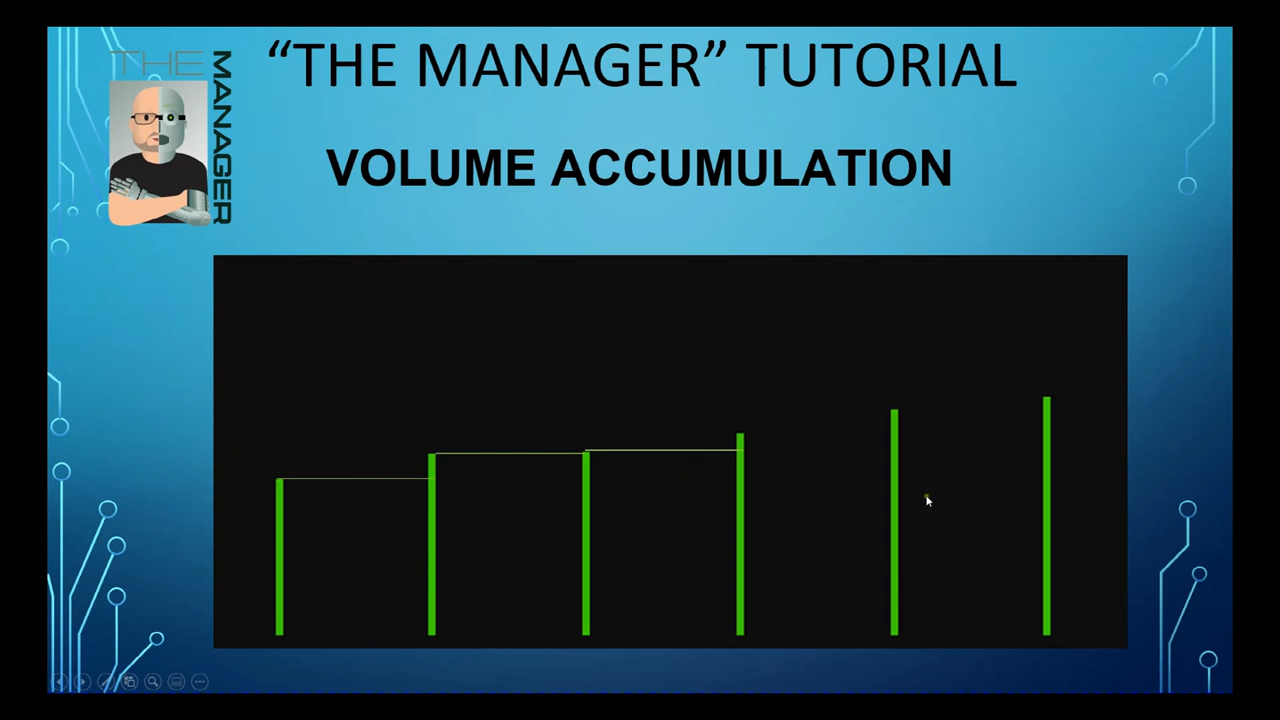 “THE MANAGER” TUTORIAL
THE
MANAGER
VOLUME ACCUMULATION